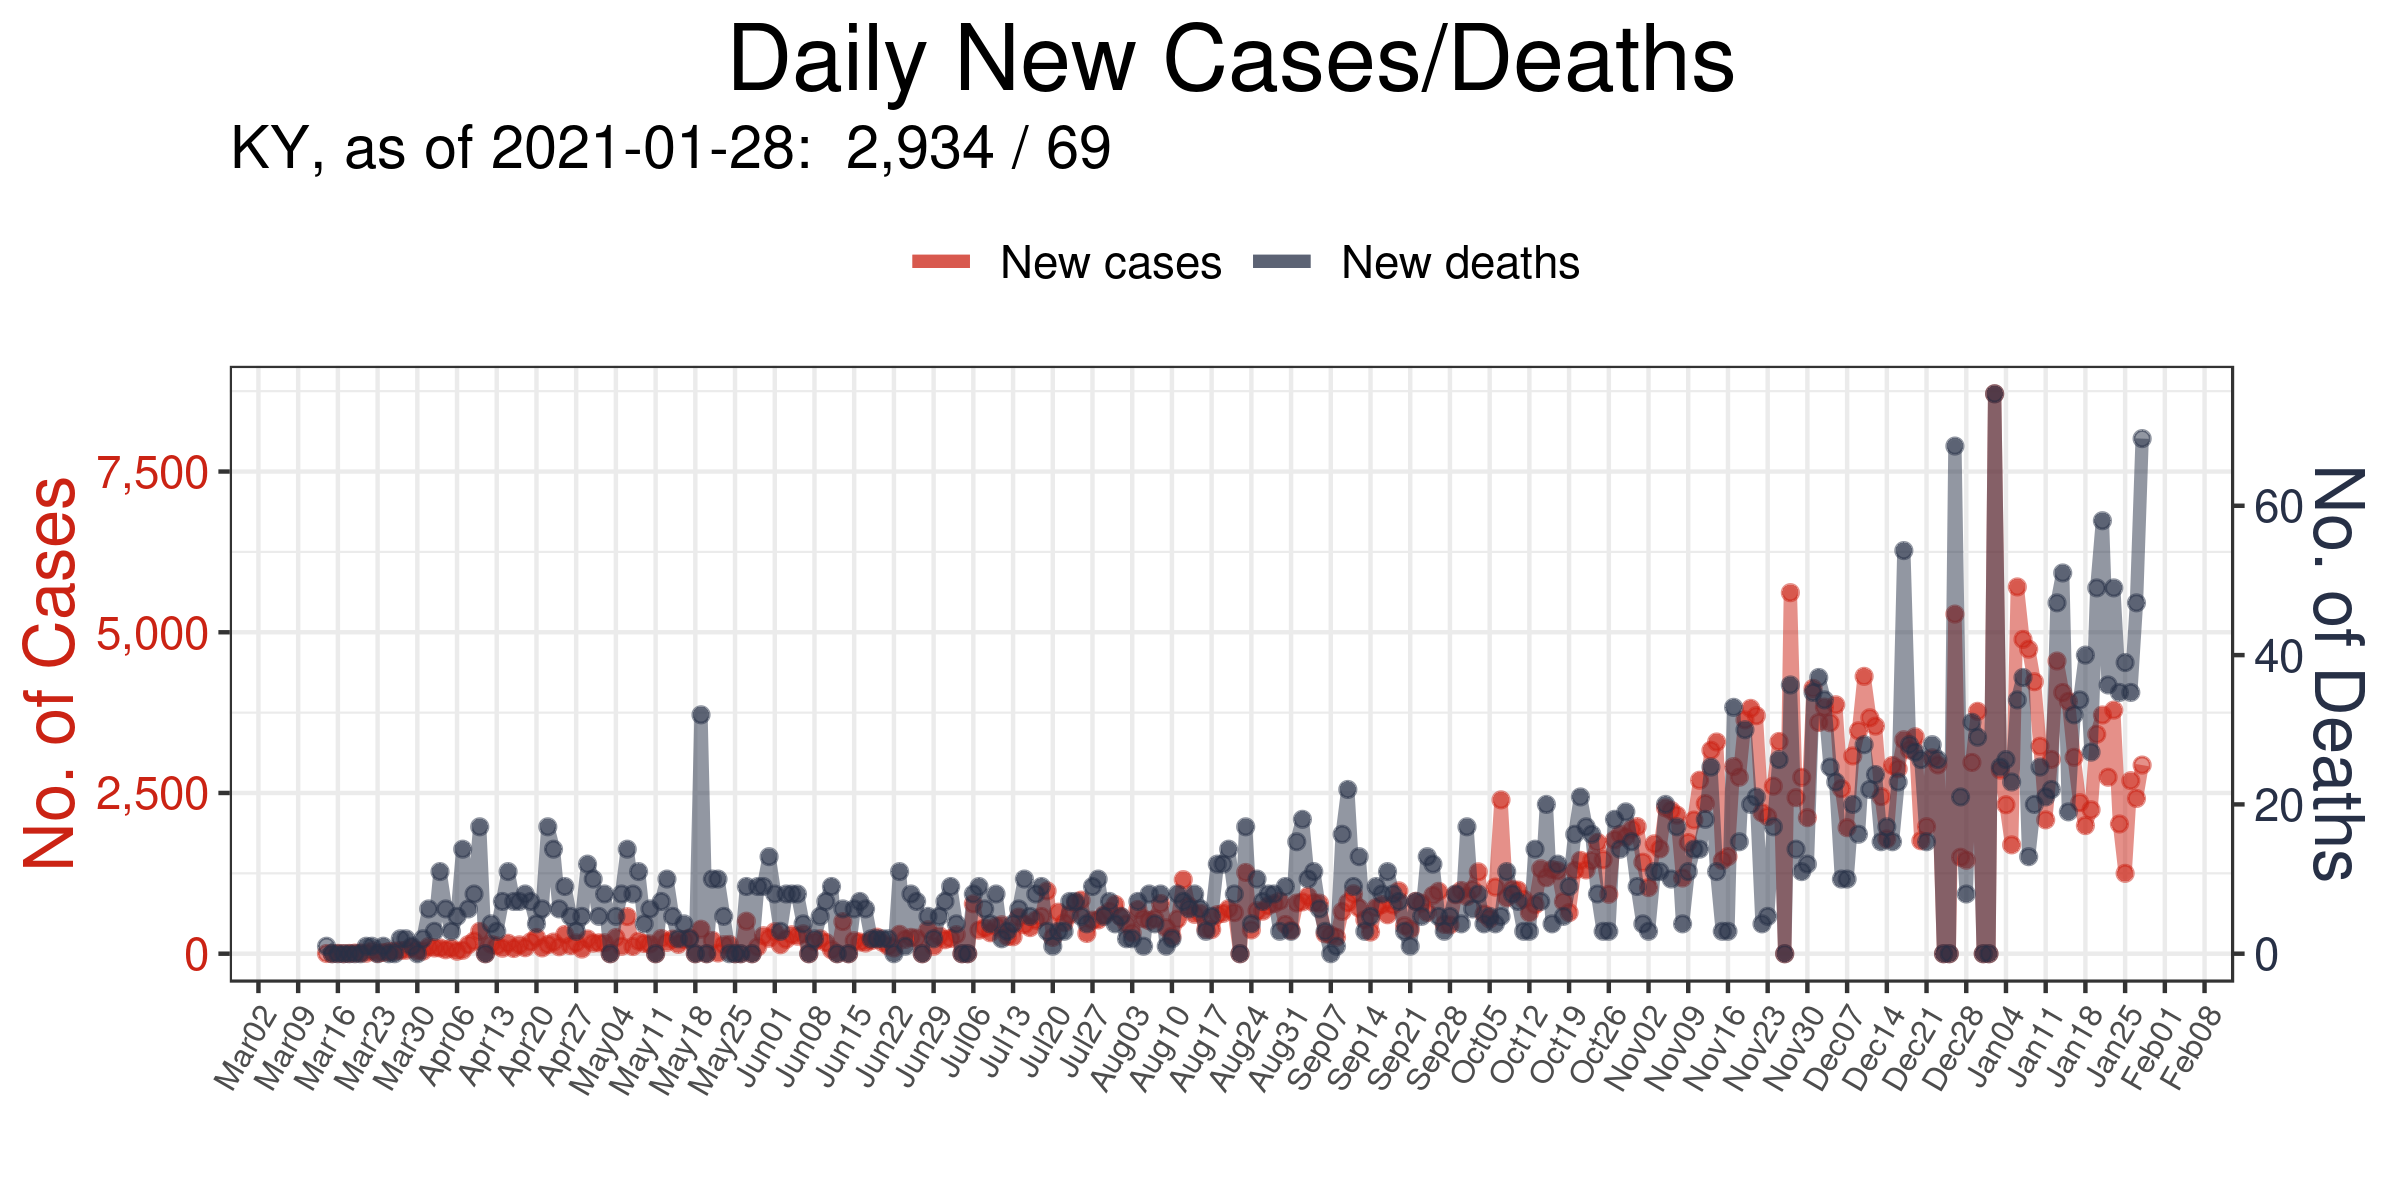 Daily New Cases/Deaths
KY, as of 2021-01-28:  2,934 / 69
New cases
New deaths
No. of Cases
7,500
5,000
2,500
0
No. of Deaths
60
40
20
0
Mar02
Mar09
Mar16
Mar23
Mar30
Apr06
Apr13
Apr20
Apr27
May04
May11
May18
May25
Jun01
Jun08
Jun15
Jun22
Jun29
Jul06
Jul13
Jul20
Jul27
Aug03
Aug10
Aug17
Aug24
Aug31
Sep07
Sep14
Sep21
Sep28
Oct05
Oct12
Oct19
Oct26
Nov02
Nov09
Nov16
Nov23
Nov30
Dec07
Dec14
Dec21
Dec28
Jan04
Jan11
Jan18
Jan25
Feb01
Feb08